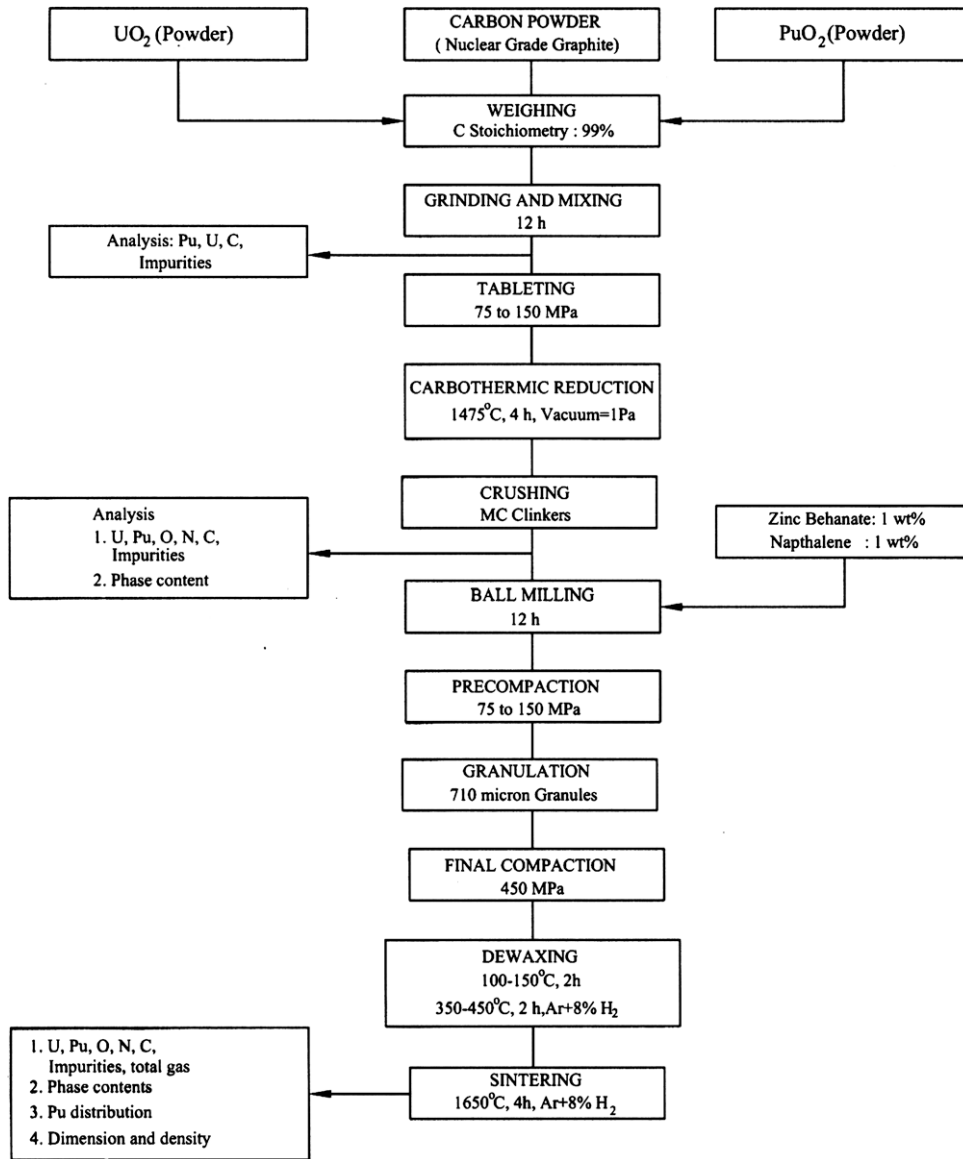 UO2 (Powder)
CARBON POWDER
( Nuclear Grade Graphite)
PuO2(Powder)
WEIGHING
C Stoichiometry : 99%
GRINDING AND MIXING
12 h
Analysis: Pu, U, C,
Impurities
TABLETING
75 to 150 MPa
CARBOTHERMIC REDUCTION
1475°C, 4 h, Vacuum=1Pa
CRUSHING
MC Clinkers
Analysis
1. U, Pu, O, N, C,
Impurities
2. Phase content
Zinc Behanate: 1 wt%
Napthalene : 1 wt%
BALL MILLING
12 h
PRECOMPACTION
75 to 150 MPa
GRANULATION
710 micron Granules
FINAL COMPACTION
450 MPa
DEWAXING
100-150°C, 2h
350-450°C, 2 h,Ar+8% H2
1. U, Pu, O, N, C,
Impurities, total gas
2. Phase contents
3. Pu distribution
4. Dimension and density
SINTERING
1650°C, 4h, Ar+8% H2